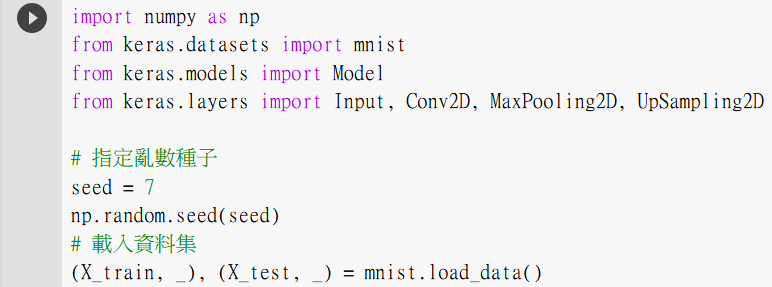 import numpy as np
from keras.datasets import mnist
from keras.models import Model
from keras.layers import Input, Conv2D, MaxPooling2D, UpSampling2D
# 指定亂數種子
seed = 7
np.random.seed(seed)
# 載入資料集
(X_train, _), (X_test, _) = mnist.load_data()